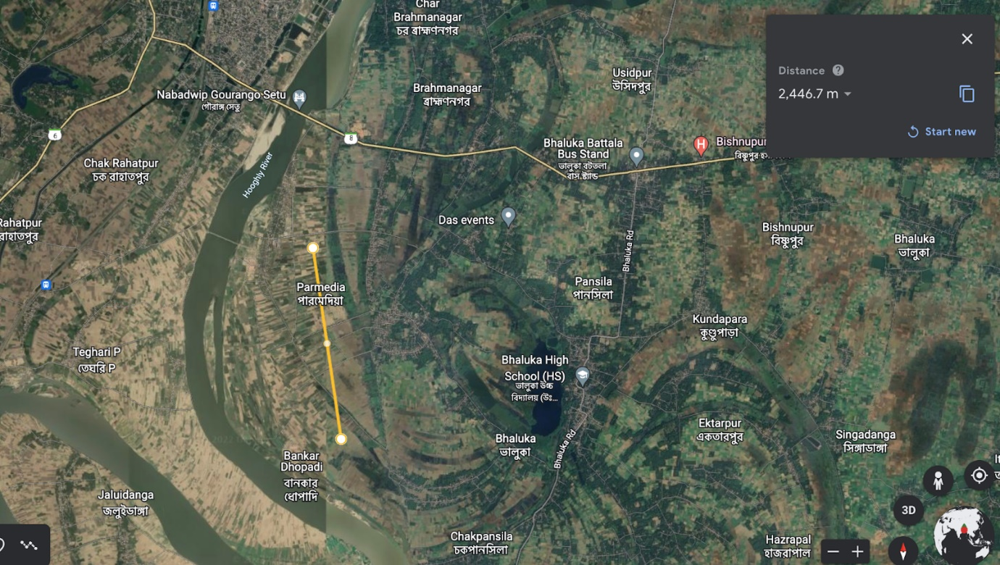 Char
Brahmanagar
চর ব্রাহ্মণনগর
Distance
2,446.7 m
Start new
Usidpur
উসিদপুর
Brahmanagar
ব্রাহ্মণনগর
Nabadwip Gourango Setu
গৌরাঙ্গ সেতু
6
8
Bhaluka Battala
Bus Stand
ভালুকা বটতলা
বাস স্ট্যান্ড
H
Bishnupur
বিষ্ণুপুর
Chak Rahatpur
চক রাহাতপুর
Hooghly River
Rahatpur
রাহাতপুর
Das events
Bishnupur
বিষ্ণুপুর
Bhaluka
ভালুকা
Bhaluka Rd
Parmedia
পারমেদিয়া
Pansila
পানসিলা
Kundapara
কুণ্ডুপাড়া
Teghari P
তেঘরি P
Bhaluka High
School (HS)
ভালুকা উচ্চ
বিদ্যালয় (উঃ...
Ektarpur
একতারপুর
Singadanga
সিঙ্গাডাঙ্গা
Bhaluka
ভালুকা
Bhaluka Rd
Bankar
Dhopadi
বানকার
ধোপাদি
Jaluidanga
জলুইডাঙ্গা
3D
Chakpansila
চকপানসিলা
Hazrapal
হাজরাপাল